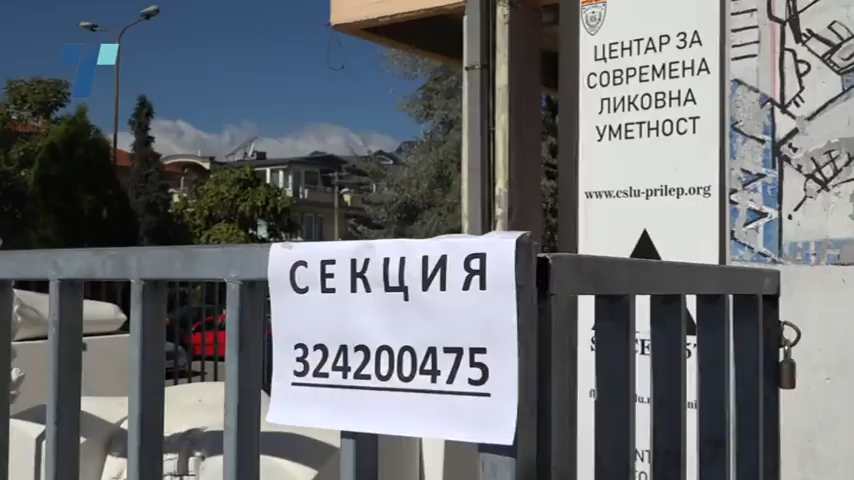 ЦЕНТАР ЗА
СОВРЕМЕНА
ЛИКОВНА
УМЕТНОСТ
www.cslu-prilep.org
СЕКЦИЯ
324200475